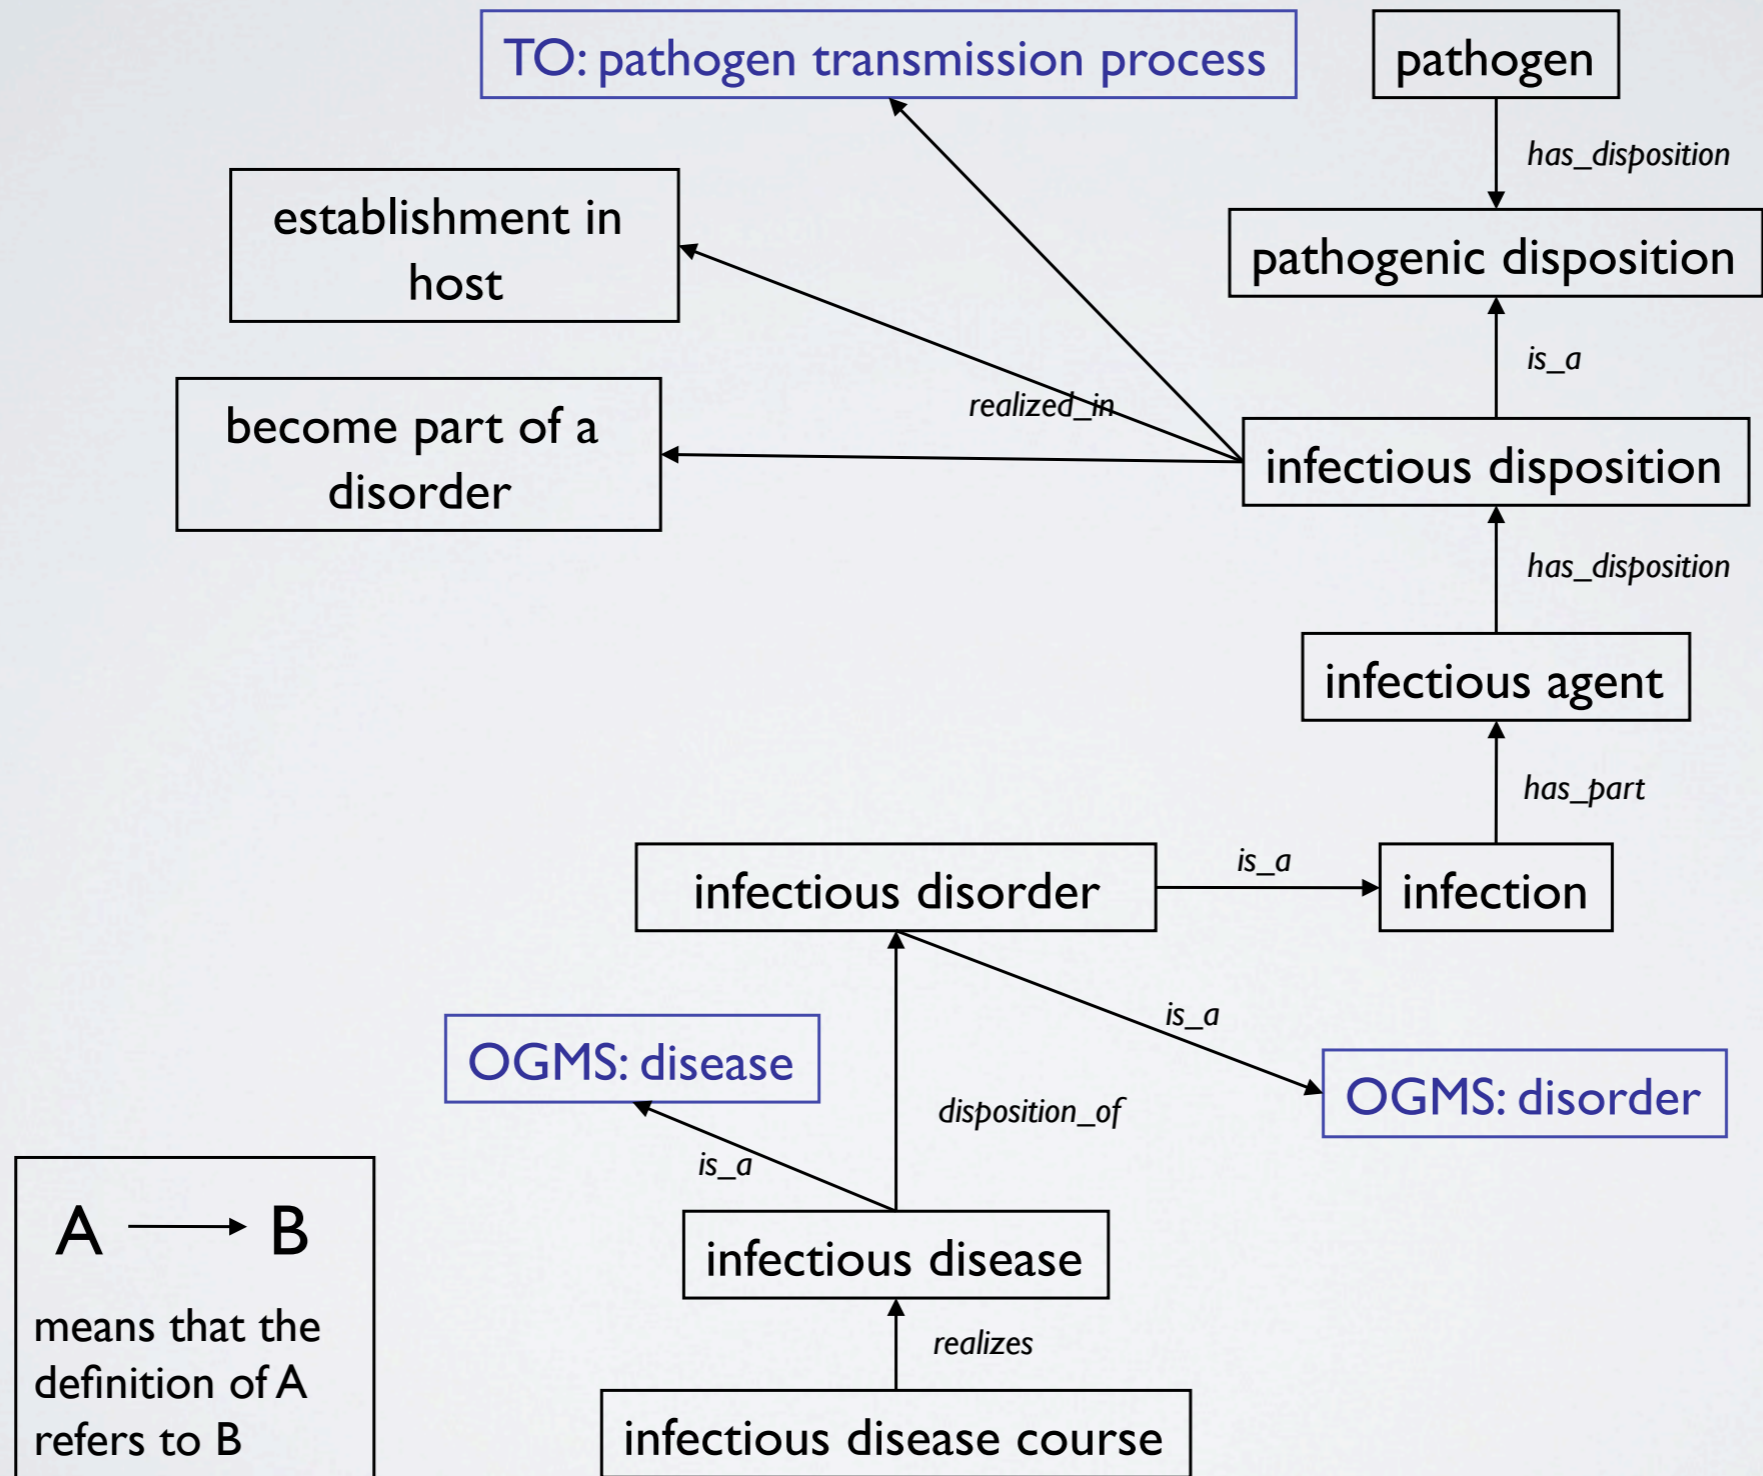 TO: pathogen transmission process
pathogen
has_disposition
establishment in
host
pathogenic disposition
is_a
realized_in
become part of a
disorder
infectious disposition
has_disposition
infectious agent
has_part
infectious disorder
is_a
infection
is_a
OGMS: disease
disposition_of
OGMS: disorder
is_a
infectious disease
realizes
infectious disease course
A B
means that the
definition of A
refers to B